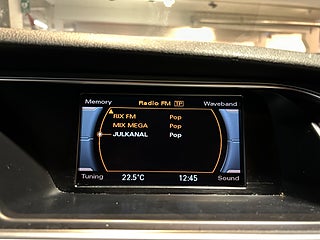 Memory Radio FM TP Waveband
RIX FM Pop
MIX MEGA Pop
JULKANAL Pop
Tuning 22.5°C 12:45 Sound